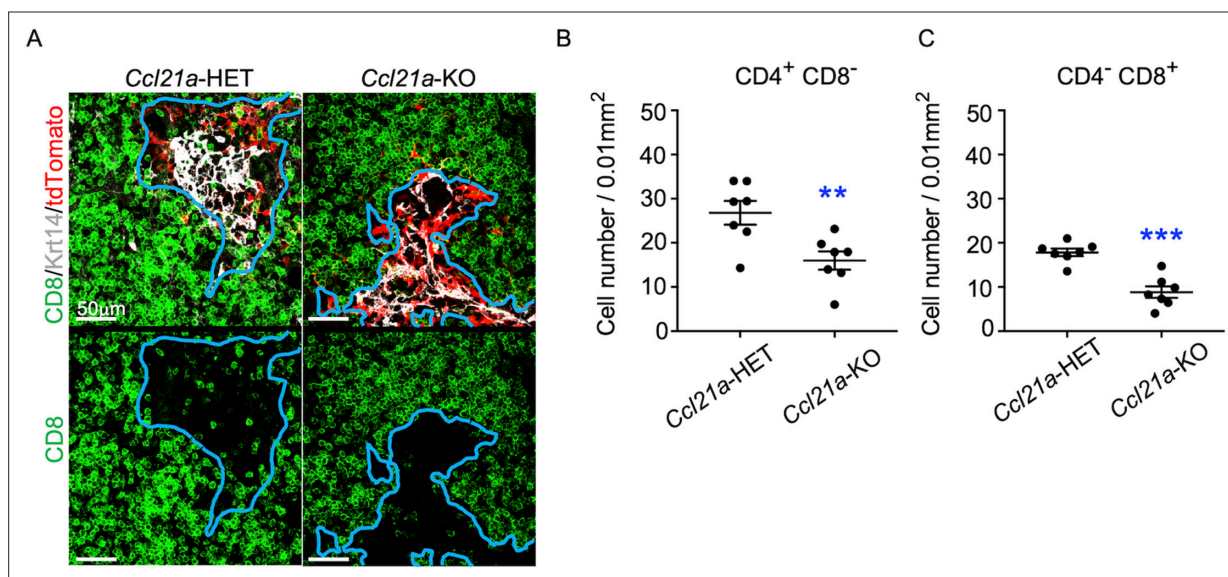 A
Ccl21a-HET
Ccl21a-KO
CD8/Krt14/tdTomato
50µm
CD8
B
CD4+ CD8-
Cell number / 0.01mm2
50
40
30
20
10
0
**
Ccl21a-HET
Ccl21a-KO
C
CD4- CD8+
Cell number / 0.01mm2
50
40
30
20
10
0
***
Ccl21a-HET
Ccl21a-KO